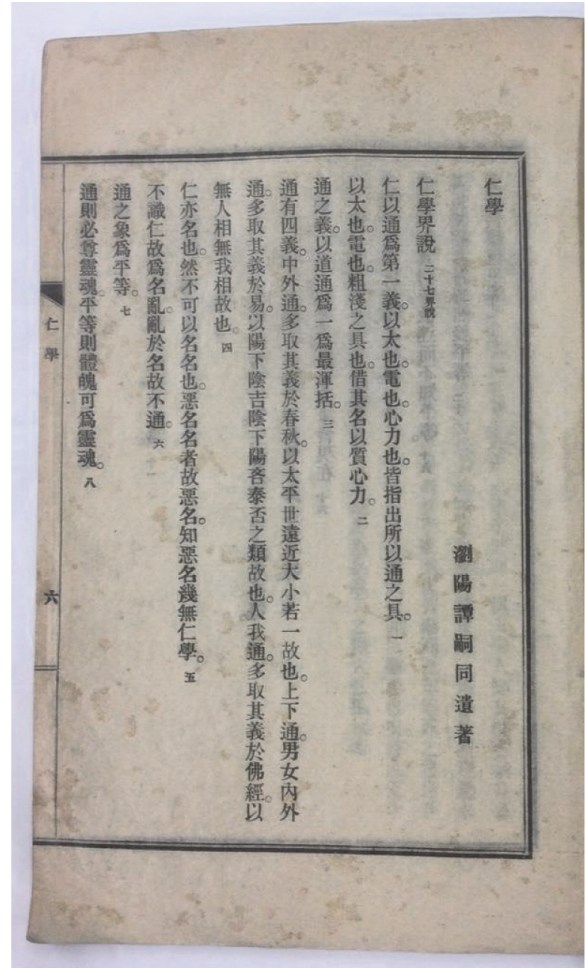 仁學
瀏陽譚嗣同遺著
仁學界說 二十七界說
仁以通爲第一義以太也。電也。心力也皆指出所以通之具。一
以太也。電也。粗淺之具也。借其名以質心力。二
通之義。以道通爲一爲最渾括。三
通有四義。中外通。多取其義於春秋。以太平世遠近大小若一故也。上下通。男女內外
通。多取其義於易。以陽下陰吉陰下陽吝泰否之類故也。人我通。多取其義於佛經。以
無人相無我相故也。四
仁亦名也。然不可以名名也。惡名名者故惡名。知惡名幾無仁學。五
不識仁故爲名亂。亂於名故不通。六
通之象爲平等。七
通則必尊靈魂。平等則體魄可爲靈魂。八
仁學
六